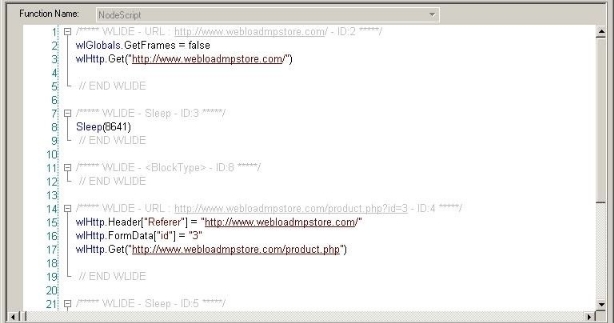 Function Name: NodeScript
1 /***** WLIDE - URL : http://www.webloadmpstore.com/ - ID:2 *****/
2 wlGlobals.GetFrames = false
3 wlHttp.Get("http://www.webloadmpstore.com/")
4
5 // END WLIDE
6
7 /***** WLIDE - Sleep - ID:3 *****/
8 Sleep(8641)
9 // END WLIDE
10
11 /***** WLIDE - <BlockType> - ID:8 *****/
12 // END WLIDE
13
14 /***** WLIDE - URL : http://www.webloadmpstore.com/product.php?id=3 - ID:4 *****/
15 wlHttp.Header["Referer"] = "http://www.webloadmpstore.com/"
16 wlHttp.FormData["id"] = "3"
17 wlHttp.Get("http://www.webloadmpstore.com/product.php")
18
19 // END WLIDE
20
21 /***** WLIDE - Sleep - ID:5 *****/